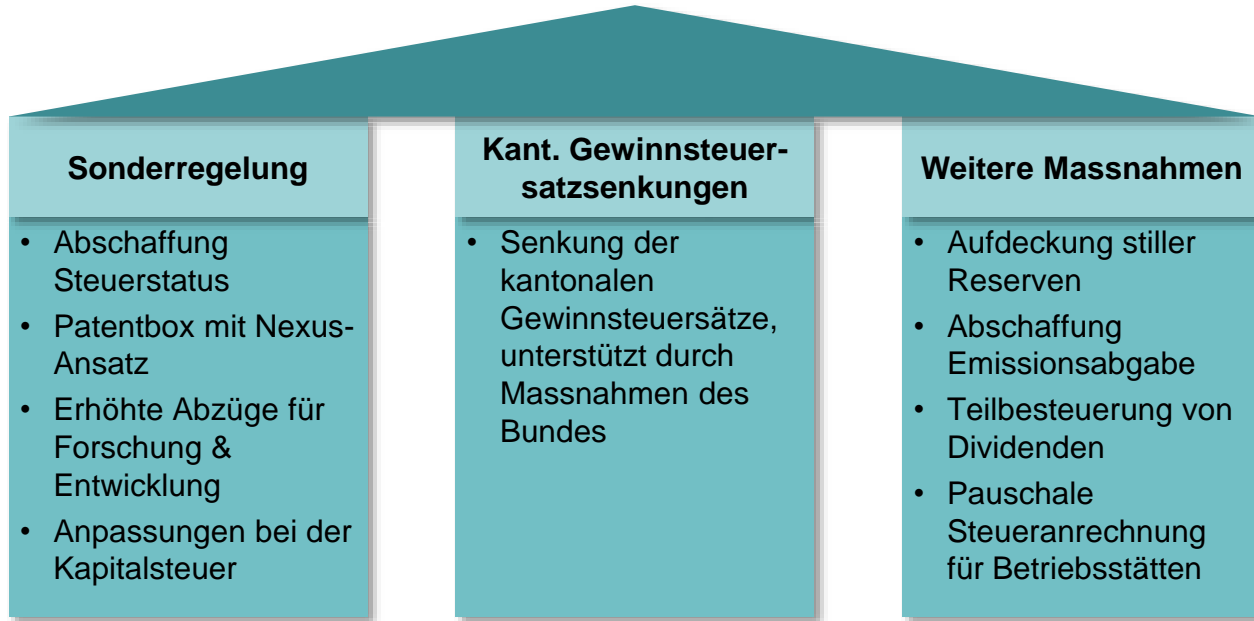 Sonderregelung
• Abschaffung
Steuerstatus
• Patentbox mit Nexus-
Ansatz
• Erhöhte Abzüge für
Forschung &
Entwicklung
• Anpassungen bei der
Kapitalsteuer
Kant. Gewinnsteuer-
satzsenkungen
• Senkung der
kantonalen
Gewinnsteuersätze,
unterstützt durch
Massnahmen des
Bundes
Weitere Massnahmen
• Aufdeckung stiller
Reserven
• Abschaffung
Emissionsabgabe
• Teilbesteuerung von
Dividenden
• Pauschale
Steueranrechnung
für Betriebsstätten